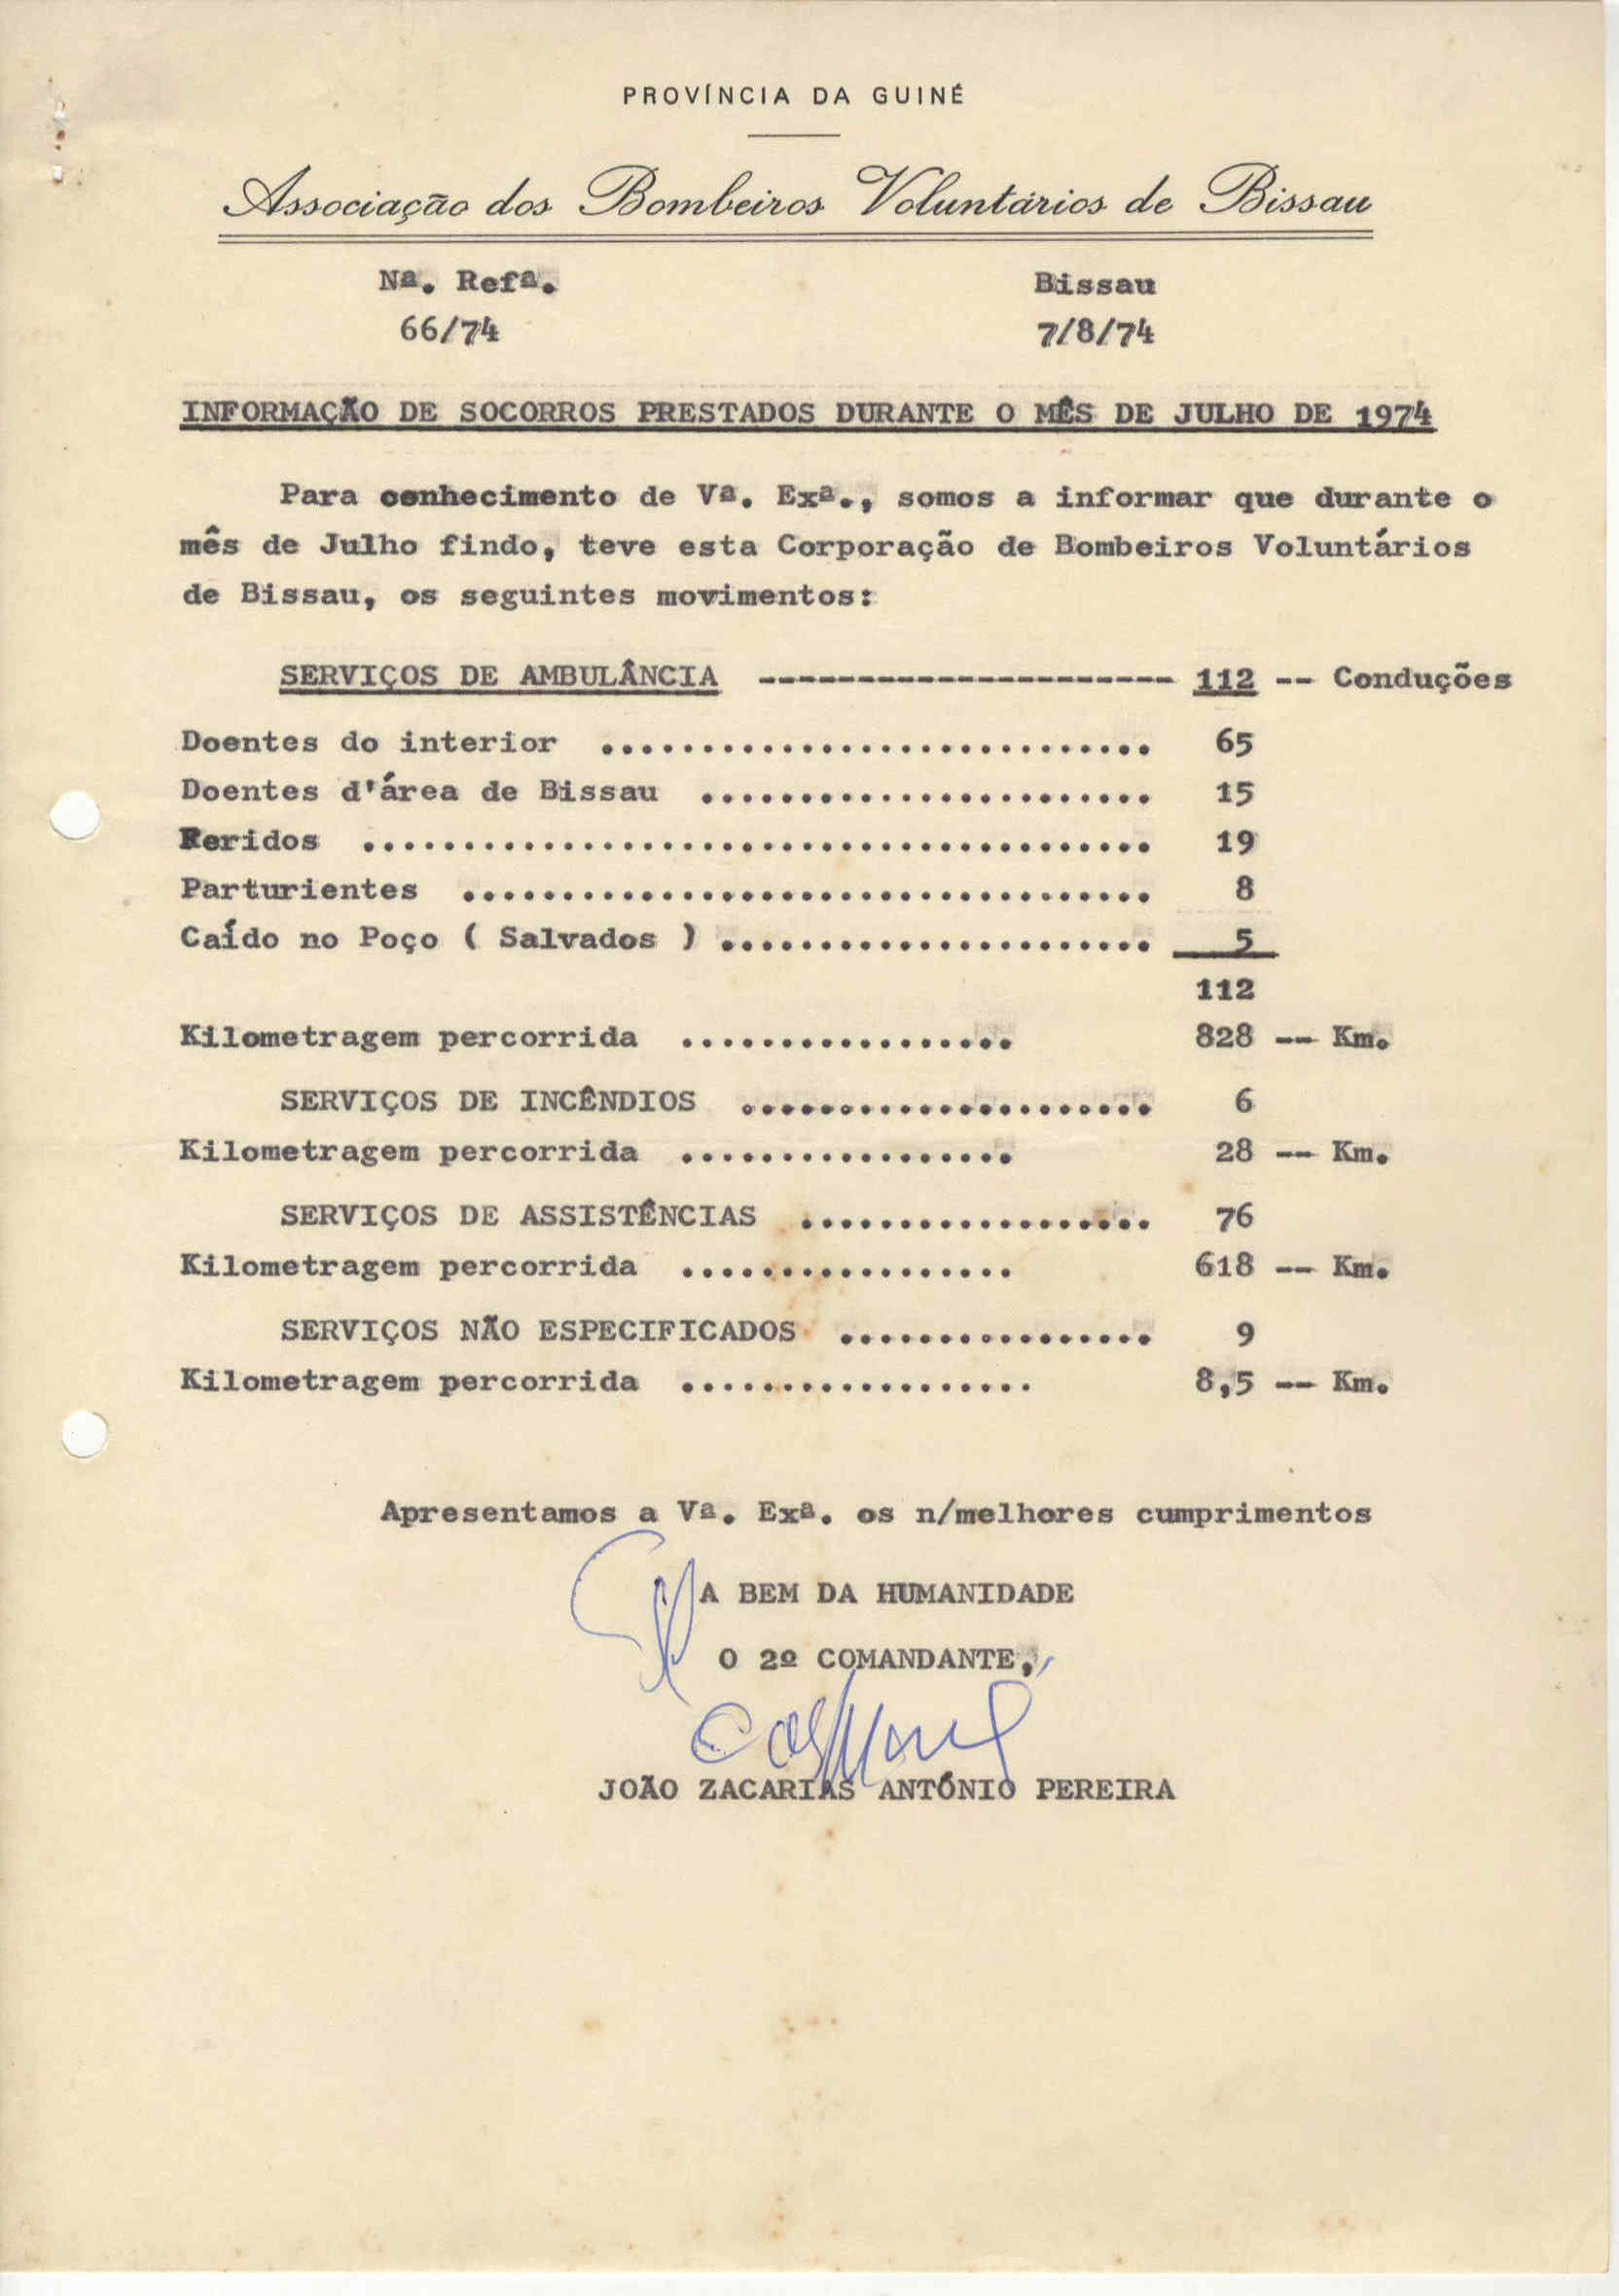 PROVÍNCIA DA GUINÉ
Associação dos Bombeiros Voluntários de Bissau
Nª. Refª. Bissau
66/74 7/8/74
INFORMAÇÃO DE SOCORROS PRESTADOS DURANTE O MÊS DE JULHO DE 1974
Para conhecimento de Vª. Exª., somos a informar que durante o
mês de Julho findo, teve esta Corporação de Bombeiros Voluntários
de Bissau, os seguintes movimentos:
SERVIÇOS DE AMBULÂNCIA --------------------- 112 -- Conduções
Doentes do interior ............................ 65
Doentes d'área de Bissau ....................... 15
Feridos ........................................ 19
Parturientes ................................... 8
Caído no Poço ( Salvados ) ...................... 5
112
Kilometragem percorrida ................. 828 -- Km.
SERVIÇOS DE INCÊNDIOS ..................... 6
Kilometragem percorrida ................. 28 -- Km.
SERVIÇOS DE ASSISTÊNCIAS .................. 76
Kilometragem percorrida ................. 618 -- Km.
SERVIÇOS NÃO ESPECIFICADOS ................ 9
Kilometragem percorrida .................. 8,5 -- Km.
Apresentamos a Vª. Exª. os n/melhores cumprimentos
A BEM DA HUMANIDADE
O 2º COMANDANTE,
JOÃO ZACARIAS ANTÓNIO PEREIRA